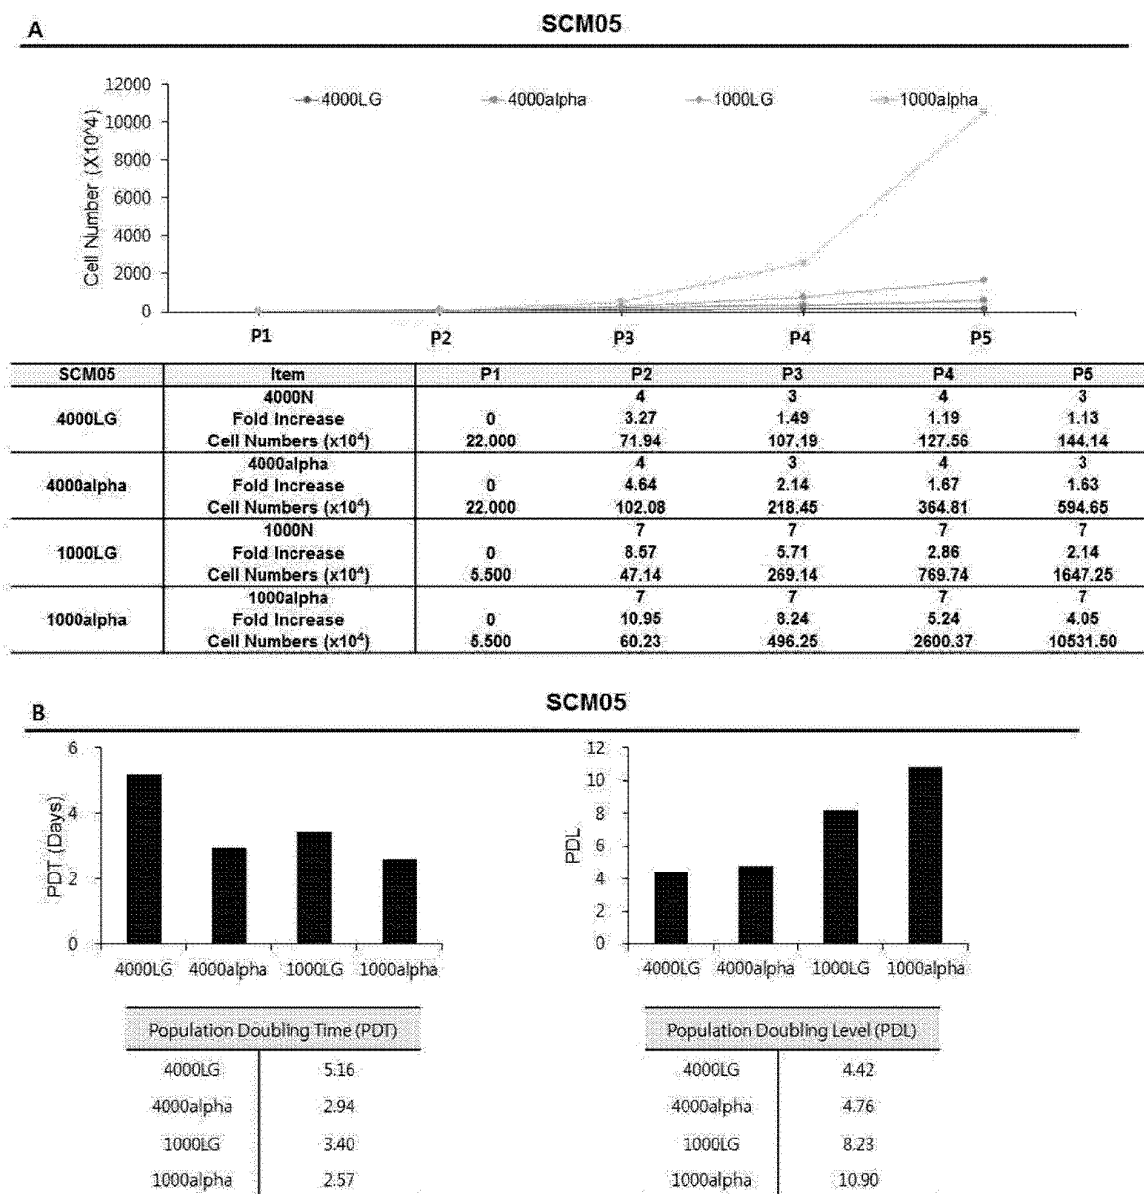 A
SCM05
12000
10000
8000
6000
4000
2000
0
Cell Number (X10^4)
4000LG 4000alpha 1000LG 1000alpha
P1 P2 P3 P4 P5
SCM05 Item P1 P2 P3 P4 P5
4000N 4 3 4 3
4000LG Fold Increase 0 3.27 1.49 1.19 1.13
Cell Numbers (x10⁴) 22.000 71.94 107.19 127.56 144.14
4000alpha 4 3 4 3
4000alpha Fold Increase 0 4.64 2.14 1.67 1.63
Cell Numbers (x10⁴) 22.000 102.08 218.45 364.81 594.65
1000N 7 7 7 7
1000LG Fold Increase 0 8.57 5.71 2.86 2.14
Cell Numbers (x10⁴) 5.500 47.14 269.14 769.74 1647.25
1000alpha 7 7 7 7
1000alpha Fold Increase 0 10.95 8.24 5.24 4.05
Cell Numbers (x10⁴) 5.500 60.23 496.25 2600.37 10531.50
B
SCM05
6
4
2
0
PDT (Days)
4000LG 4000alpha 1000LG 1000alpha
12
10
8
6
4
2
0
PDL
4000LG 4000alpha 1000LG 1000alpha
Population Doubling Time (PDT)
4000LG 5.16
4000alpha 2.94
1000LG 3.40
1000alpha 2.57
Population Doubling Level (PDL)
4000LG 4.42
4000alpha 4.76
1000LG 8.23
1000alpha 10.90